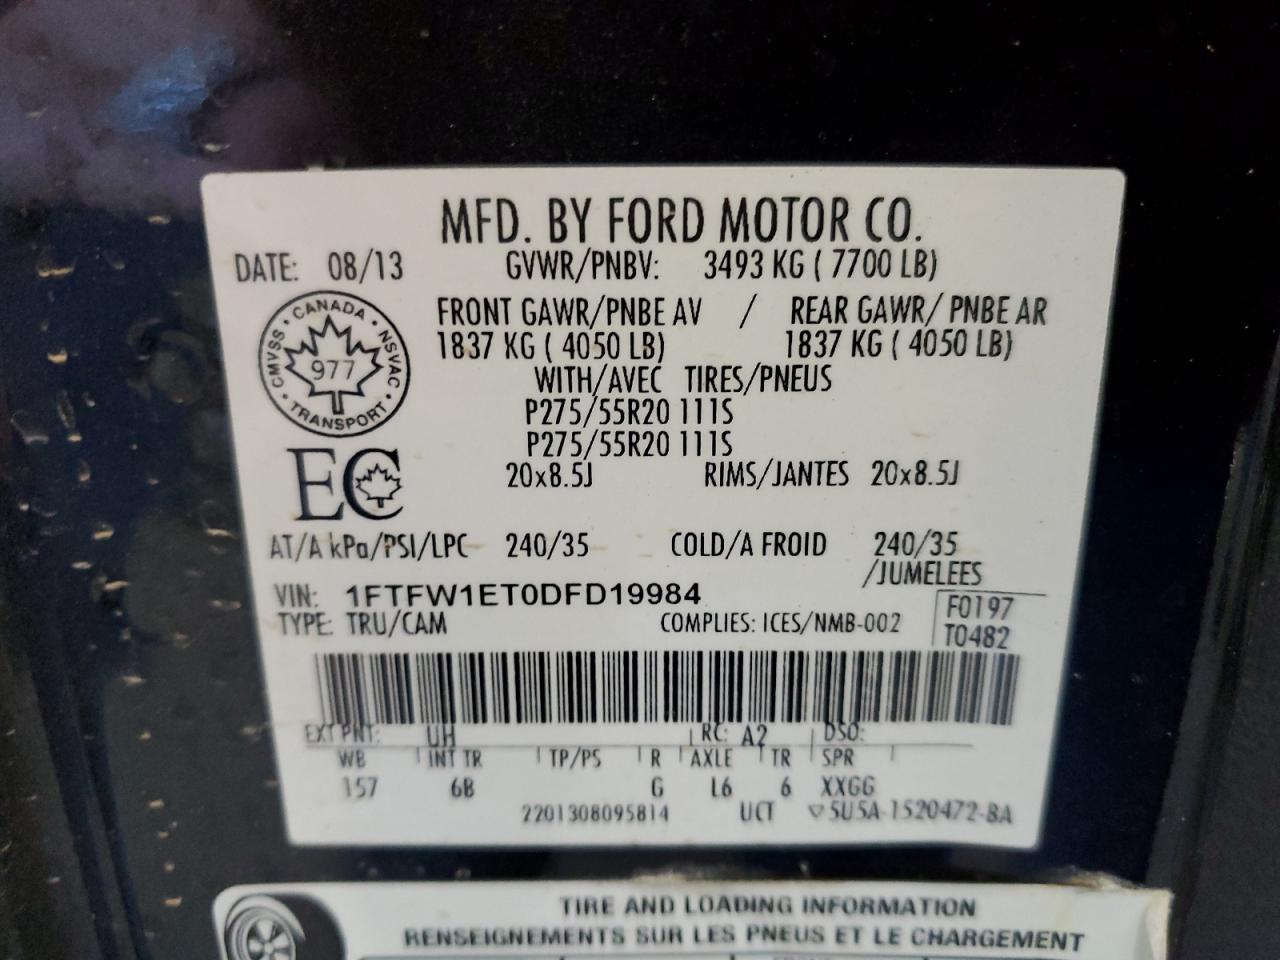 MFD. BY FORD MOTOR CO.
DATE: 08/13 GVWR/PNBV: 3493 KG ( 7700 LB)
FRONT GAWR/PNBE AV / REAR GAWR/ PNBE AR
1837 KG ( 4050 LB) 1837 KG ( 4050 LB)
WITH/AVEC TIRES/PNEUS
P275/55R20 111S
P275/55R20 111S
20x8.5J RIMS/JANTES 20x8.5J
CANADA
CMVSS NSVAC
977
TRANSPORT
EC
AT/A kPa/PSI/LPC 240/35 COLD/A FROID 240/35
/JUMELEES
VIN: 1FTFW1ET0DFD19984
F0197
TYPE: TRU/CAM COMPLIES: ICES/NMB-002
T0482
EXT PNT: UH RC: A2 DSO:
WB INT TR TP/PS R AXLE TR SPR
157 6B G L6 6 XXGG
2201308095814 UCT ▽5U5A-1520472-BA
TIRE AND LOADING INFORMATION
RENSEIGNEMENTS SUR LES PNEUS ET LE CHARGEMENT